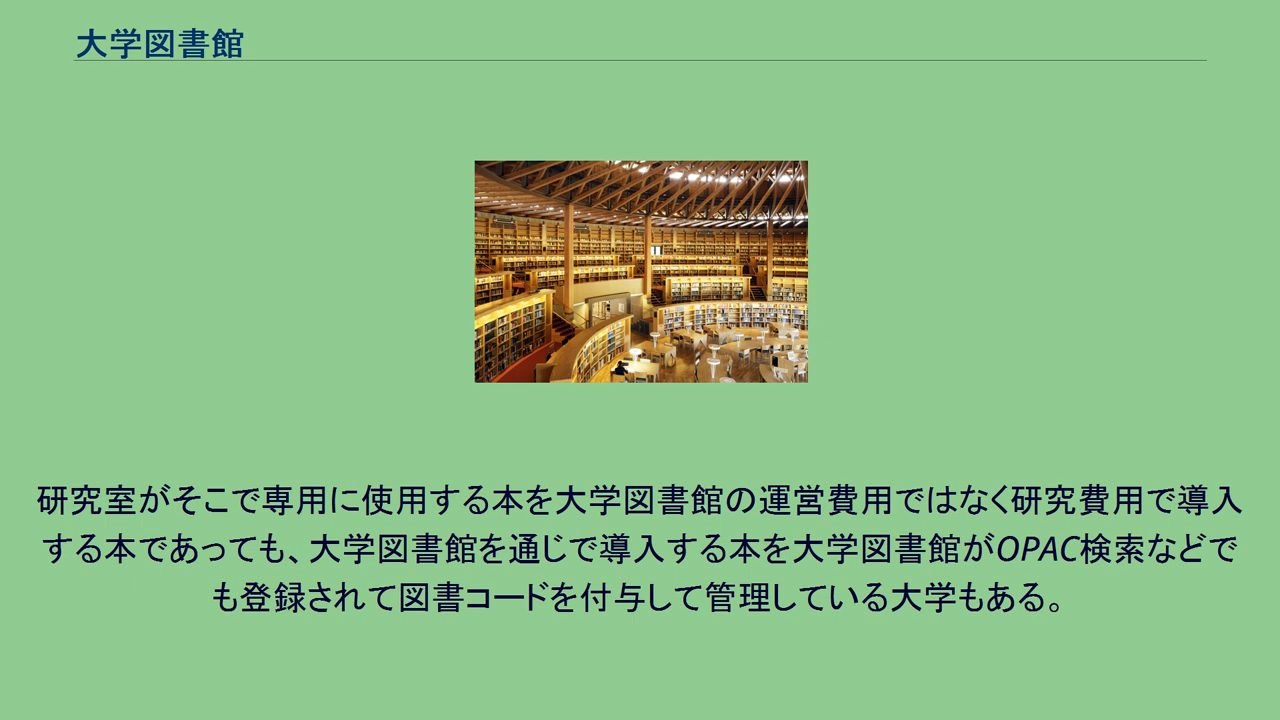 大学図書館
研究室がそこで専用に使用する本を大学図書館の運営費用ではなく研究費用で導入
する本であっても、大学図書館を通じで導入する本を大学図書館がOPAC検索などで
も登録されて図書コードを付与して管理している大学もある。